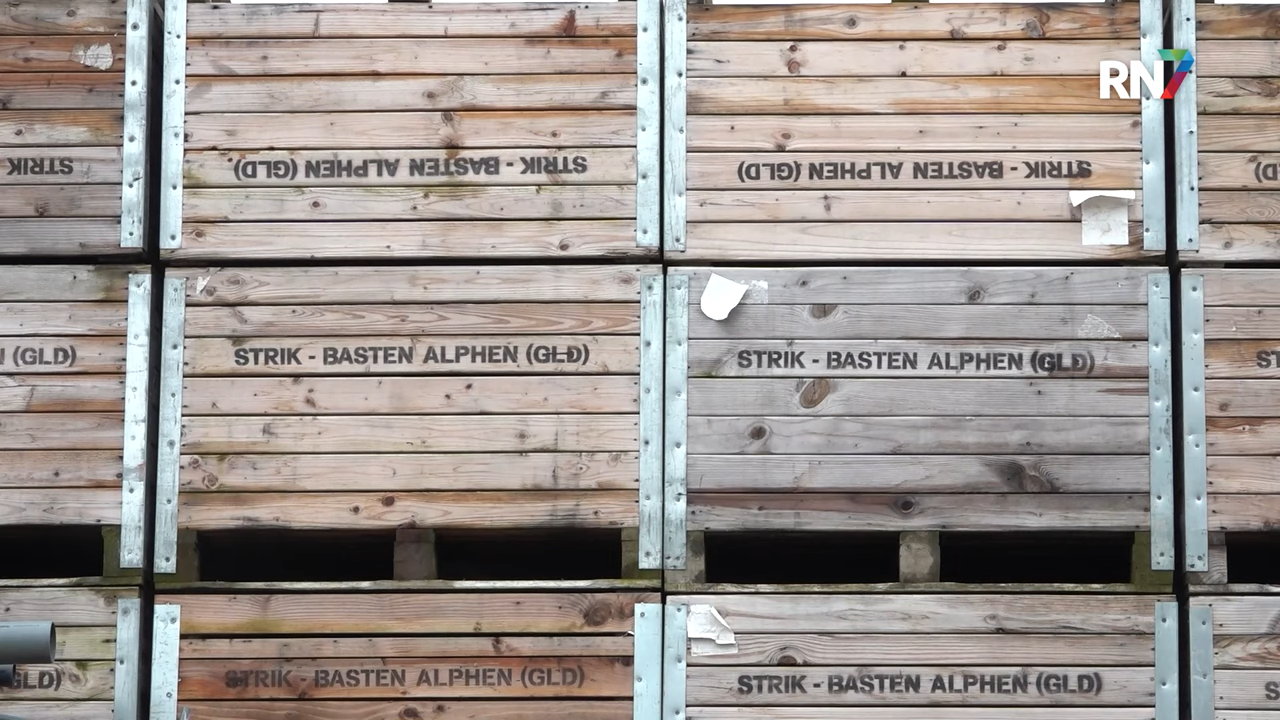 RN7
STRIK
STRIK - BASTEN ALPHEN (GLD).
STRIK - BASTEN ALPHEN (GLD)
(GLD)
STRIK - BASTEN ALPHEN (GLD)
STRIK - BASTEN ALPHEN (GLD)
GLD)
STRIK - BASTEN ALPHEN (GLD)
STRIK - BASTEN ALPHEN (GLD)